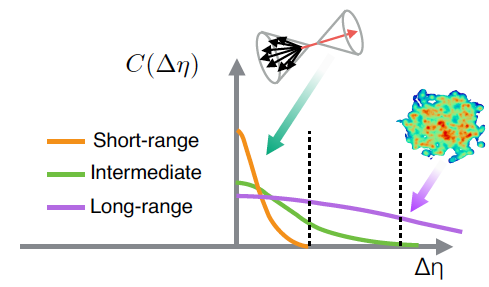 C(Δη)
Short-range
Intermediate
Long-range
Δη